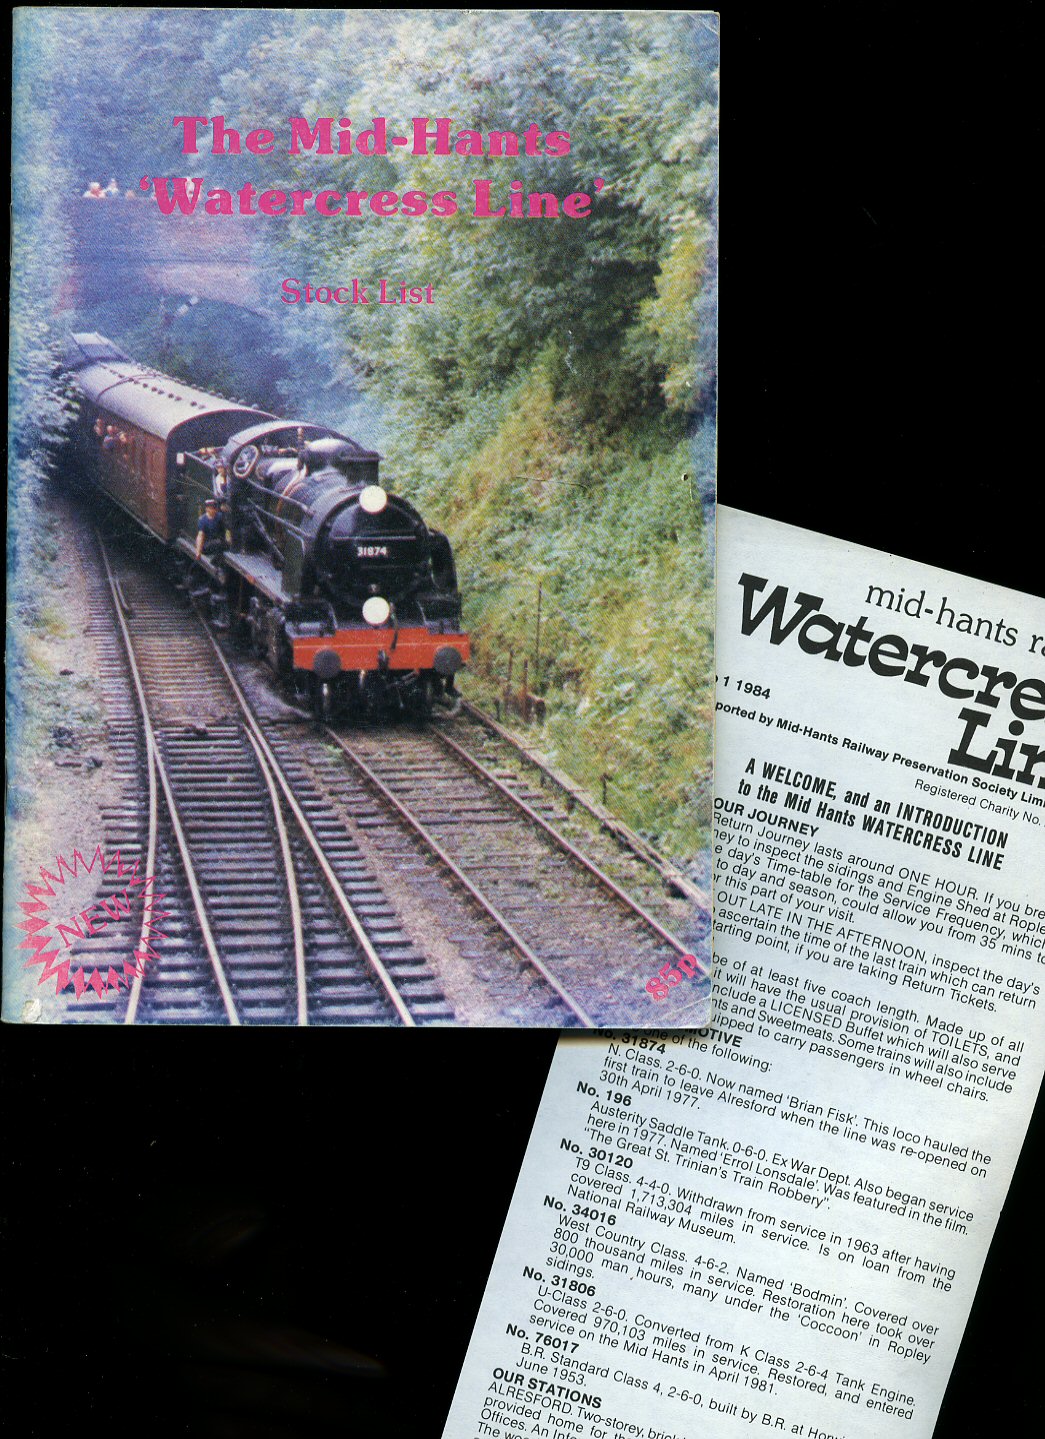 The Mid-Hants
'Watercress Line'
Stock List
31874
NEW
85p
mid-hants
Watercre
Lin
1 1984
ported by Mid-Hants Railway Preservation Society Limi
Registered Charity No.
A WELCOME, and an INTRODUCTION
to the Mid Hants WATERCRESS LINE
OUR JOURNEY
Return Journey lasts around ONE HOUR. If you bre
ney to inspect the sidings and Engine Shed at Rople
e day's Time-table for the Service Frequency, which
to day and season, could allow you from 35 mins to
r this part of your visit.
OUT LATE IN THE AFTERNOON, inspect the day's
ascertain the time of the last train which can return
tarting point, if you are taking Return Tickets.
be of at least five coach length. Made up of all
it will have the usual provision of TOILETS, and
nclude a LICENSED Buffet which will also serve
nts and Sweetmeats. Some trains will also include
uipped to carry passengers in wheel chairs.
MOTIVE
one of the following:
No. 31874
N. Class. 2-6-0. Now named 'Brian Fisk'. This loco hauled the
first train to leave Alresford when the line was re-opened on
30th April 1977.
No. 196
Austerity Saddle Tank, 0-6-0. Ex War Dept. Also began service
here in 1977. Named 'Errol Lonsdale'. Was featured in the film.
"The Great St. Trinian's Train Robbery".
No. 30120
T9 Class. 4-4-0. Withdrawn from service in 1963 after having
covered 1,713,304 miles in service. Is on loan from the
National Railway Museum.
No. 34016
West Country Class. 4-6-2. Named 'Bodmin'. Covered over
800 thousand miles in service. Restoration here took over
30,000 man hours, many under the 'Coccoon' in Ropley
sidings.
No. 31806
U-Class 2-6-0. Converted from K Class 2-6-4 Tank Engine.
Covered 970,103 miles in service. Restored, and entered
service on the Mid Hants in April 1981.
No. 76017
B.R. Standard Class 4, 2-6-0, built by B.R. at Horwi
June 1953.
OUR STATIONS
ALRESFORD. Two-storey, brick
provided home for th
Offices. An Info
The woo